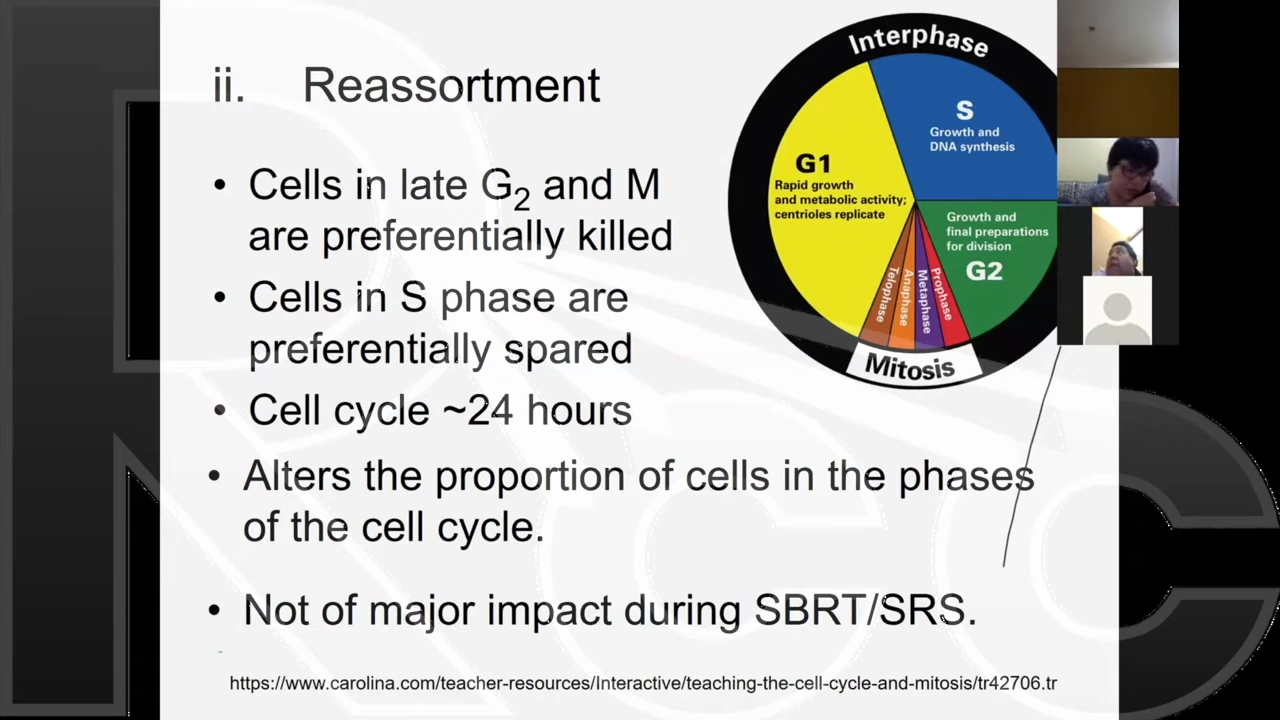 ii. Reassortment
• Cells in late G2 and M
are preferentially killed
• Cells in S phase are
preferentially spared
• Cell cycle ~24 hours
• Alters the proportion of cells in the phases
of the cell cycle.
• Not of major impact during SBRT/SRS.
https://www.carolina.com/teacher-resources/Interactive/teaching-the-cell-cycle-and-mitosis/tr42706.tr
Interphase
S
Growth and
DNA synthesis
G1
Rapid growth
and metabolic activity;
centrioles replicate
Growth and
final preparations
for division
G2
Telophase
Anaphase
Metaphase
Prophase
Mitosis
RCC